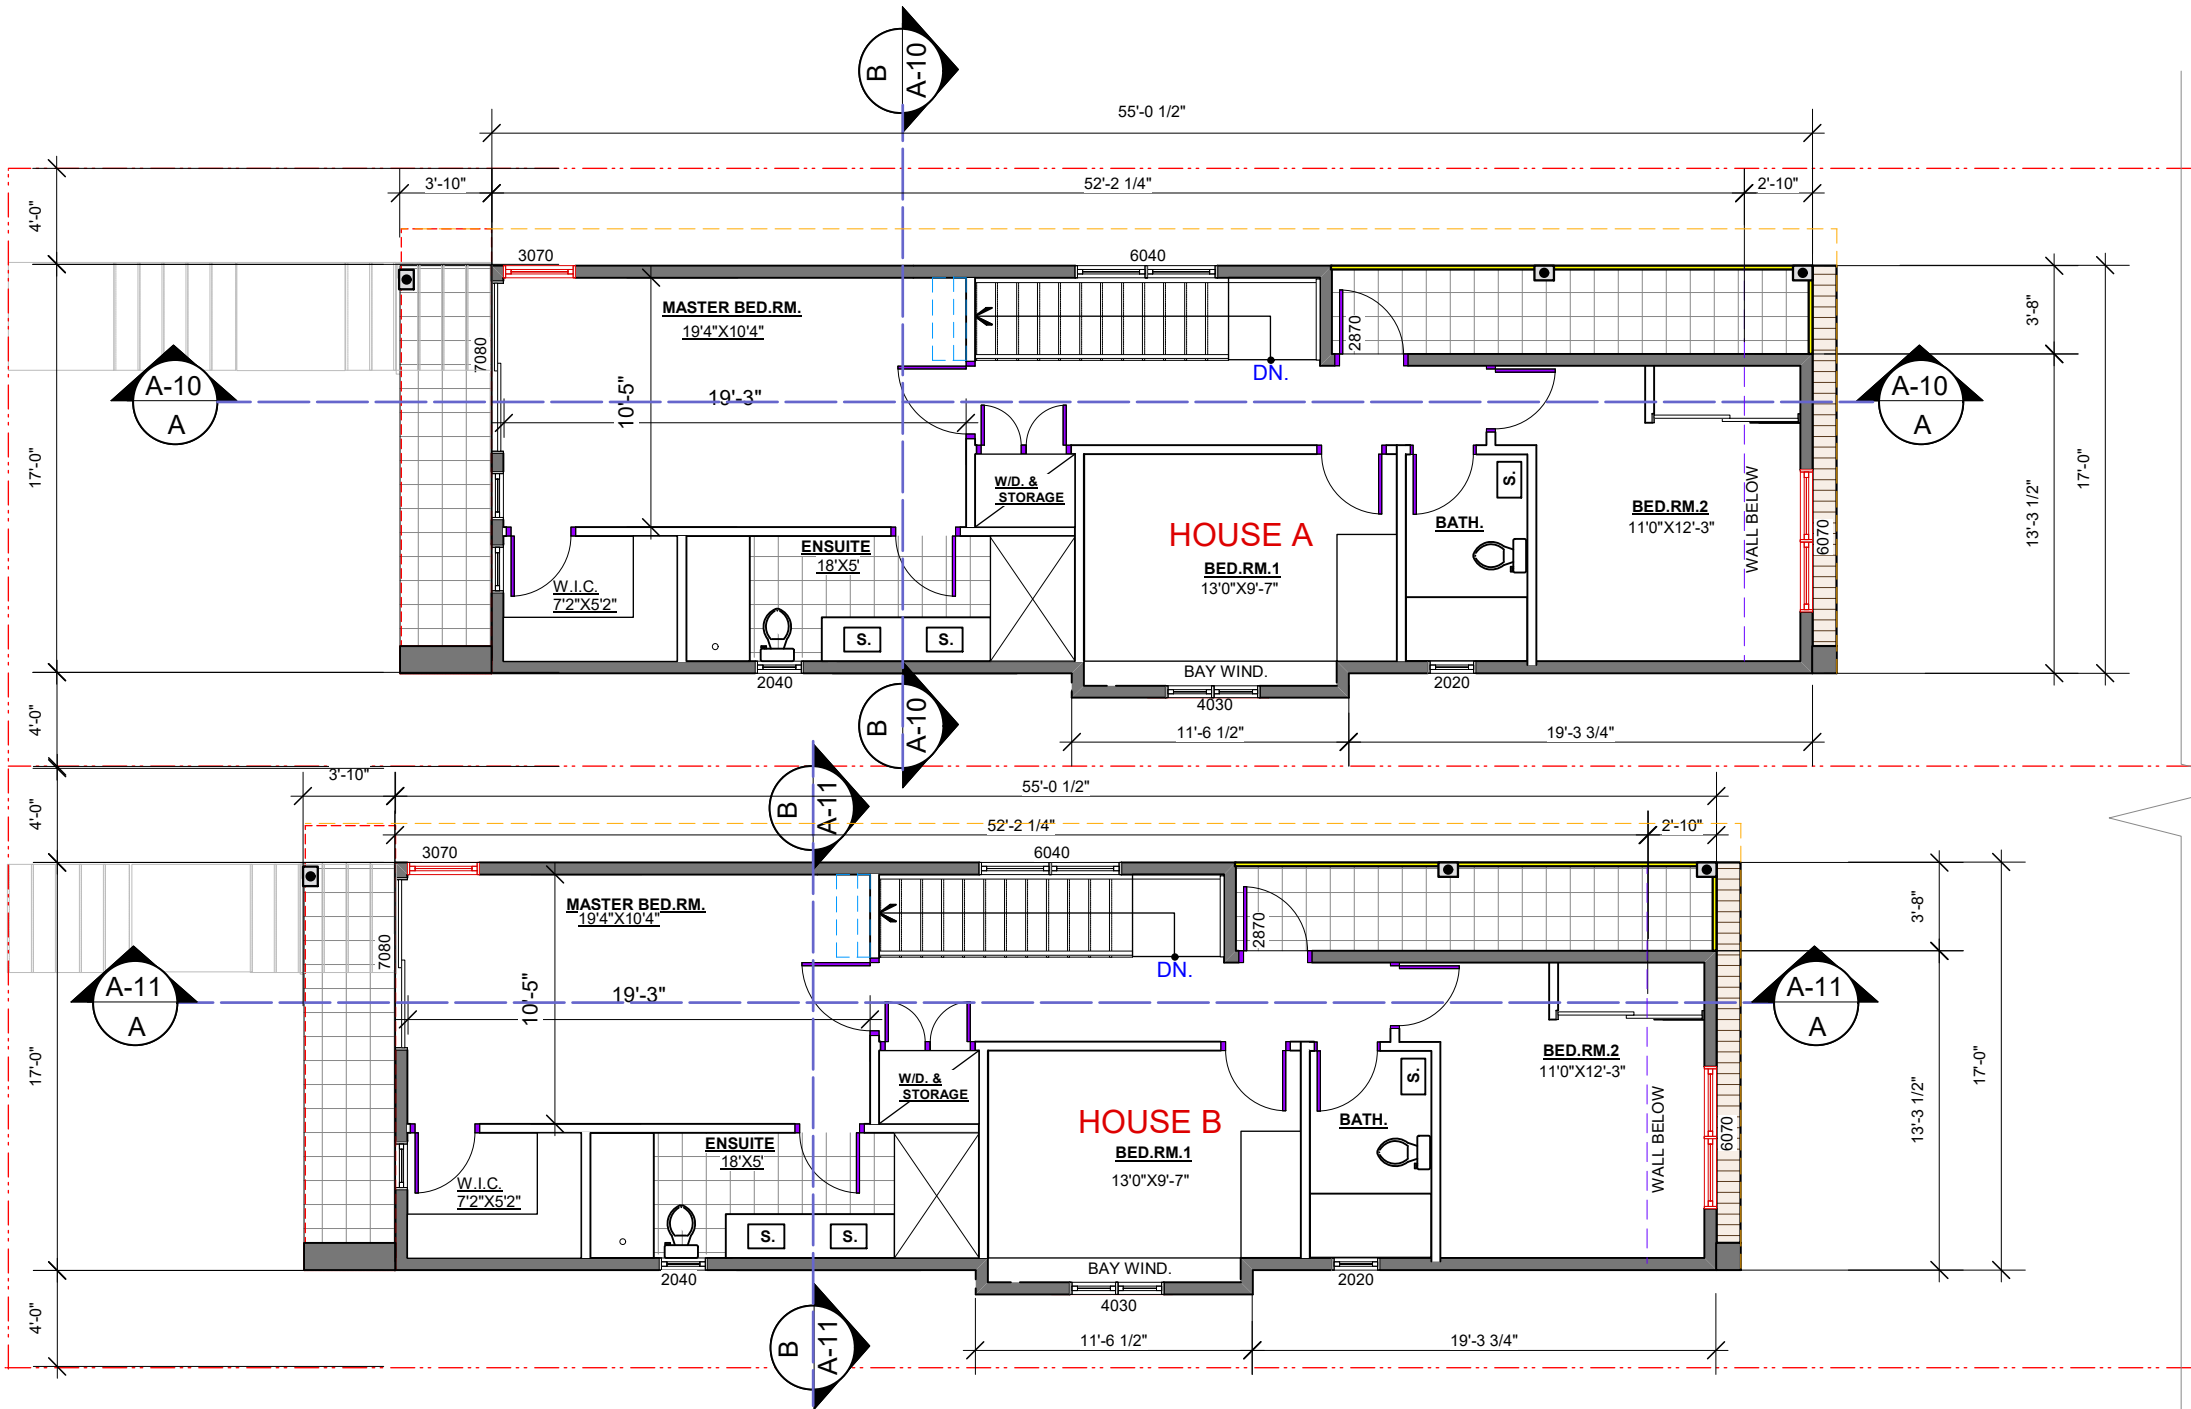 B
A-10
55'-0 1/2"
3'-10"
52'-2 1/4"
2'-10"
4'-0"
3070
6040
MASTER BED.RM.
19'4"X10'4"
7080
2870
3'-8"
DN.
A-10
A
A-10
A
10'-5"
19'-3"
17'-0"
17'-0"
13'-3 1/2"
W/D. &
STORAGE
S.
BATH.
BED.RM.2
11'0"X12'-3"
WALL BELOW
6070
HOUSE A
BED.RM.1
13'0"X9'-7"
ENSUITE
18'X5'
W.I.C.
7'2"X5'2"
S.
S.
BAY WIND.
2040
2020
4030
4'-0"
B
A-10
11'-6 1/2"
19'-3 3/4"
3'-10"
B
A-11
55'-0 1/2"
4'-0"
52'-2 1/4"
2'-10"
3070
6040
MASTER BED.RM.
19'4"X10'4"
7080
2870
3'-8"
DN.
A-11
A
A-11
A
10'-5"
19'-3"
17'-0"
17'-0"
13'-3 1/2"
W/D. &
STORAGE
S.
BATH.
BED.RM.2
11'0"X12'-3"
WALL BELOW
6070
HOUSE B
BED.RM.1
13'0"X9'-7"
ENSUITE
18'X5'
W.I.C.
7'2"X5'2"
S.
S.
BAY WIND.
2040
2020
4030
4'-0"
B
A-11
11'-6 1/2"
19'-3 3/4"